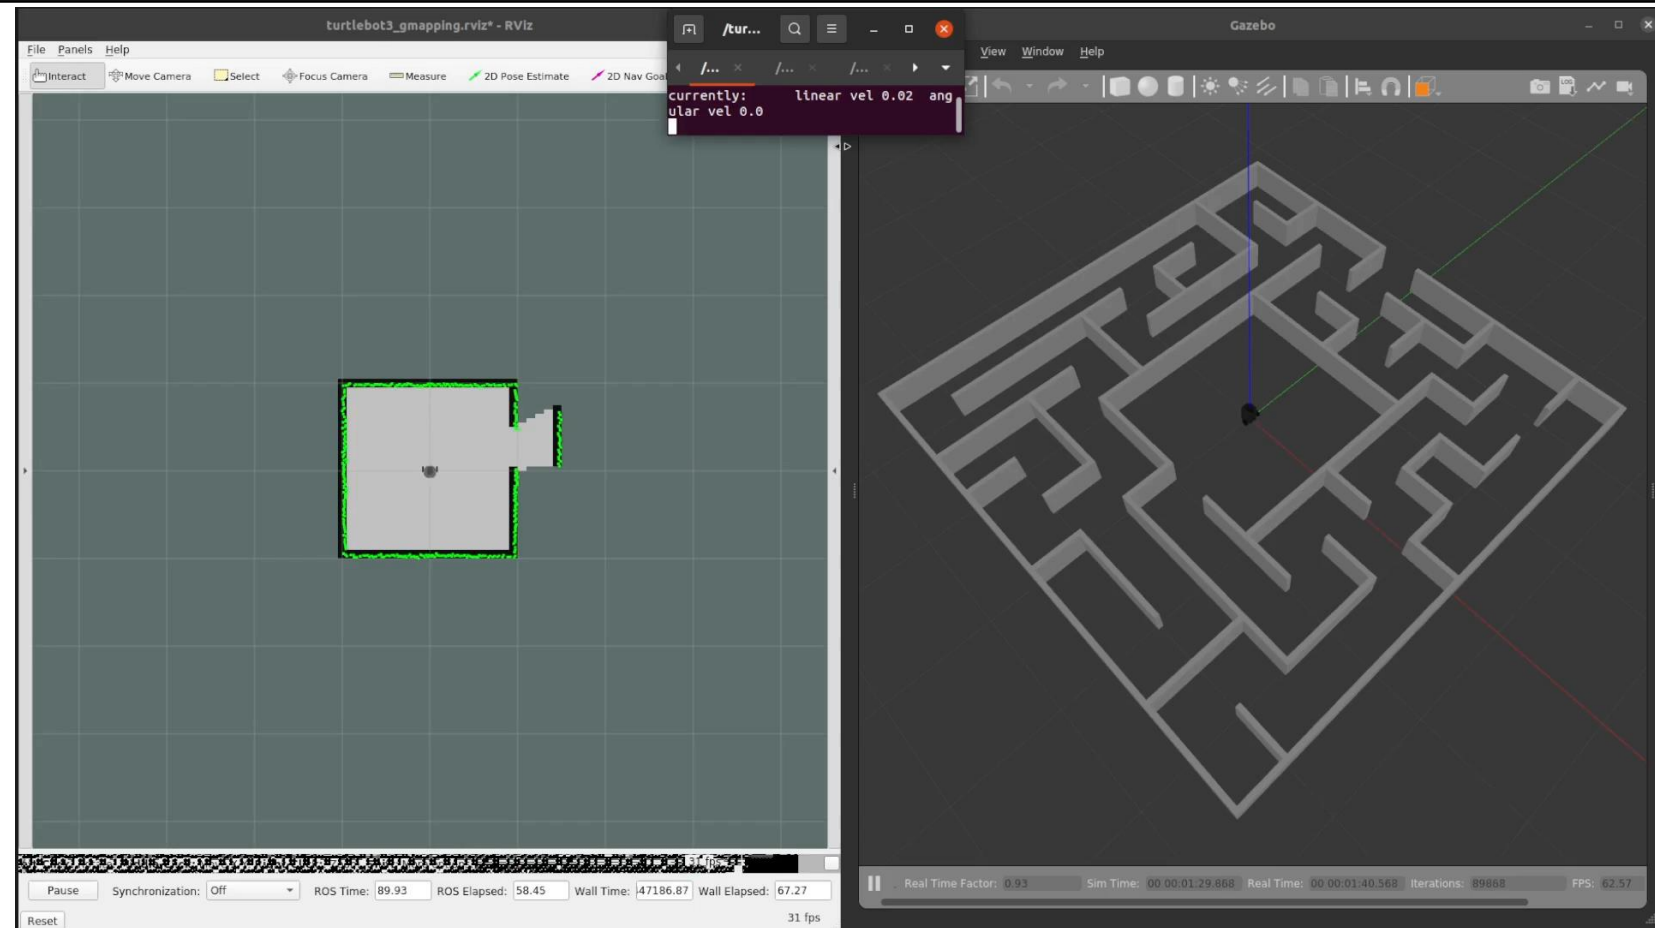 turtlebot3_gmapping.rviz* - RViz
File Panels Help
Interact Move Camera Select Focus Camera Measure 2D Pose Estimate 2D Nav Goal
/tur...
/... /... /...
currently: linear vel 0.02 ang
ular vel 0.0
Gazebo
View Window Help
LOG
Pause Synchronization: Off ROS Time: 89.93 ROS Elapsed: 58.45 Wall Time: 47186.87 Wall Elapsed: 67.27
Reset 31 fps
Real Time Factor: 0.93 Sim Time: 00 00:01:29.868 Real Time: 00 00:01:40.568 Iterations: 89868 FPS: 62.57